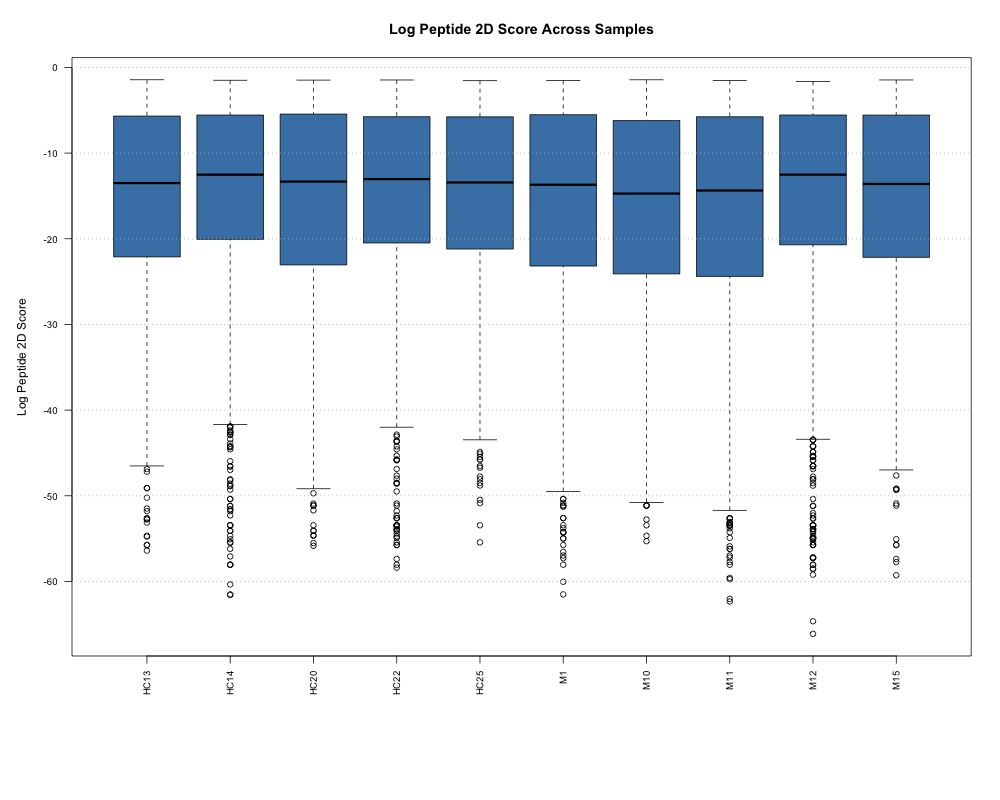 Log Peptide 2D Score Across Samples
Log Peptide 2D Score
0
-10
-20
-30
-40
-50
-60
HC13
HC14
HC20
HC22
HC25
M1
M10
M11
M12
M15